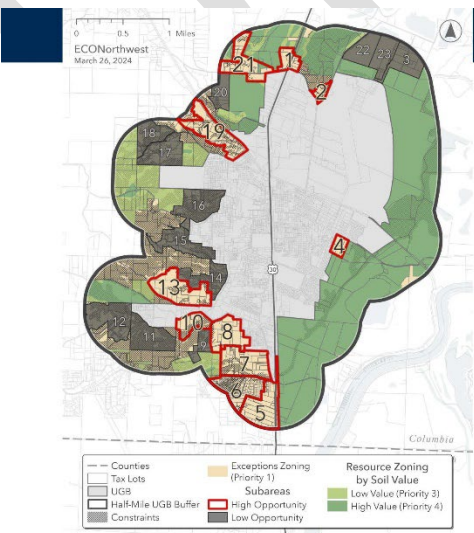 0 0.5 1 Miles
ECONorthwest
March 26, 2024
22
23
3
21
1
2
20
19
18
17
16
15
4
30
13
14
10
12
11
9
8
7
6
5
Columbia
Counties
Tax Lots
UGB
Half-Mile UGB Buffer
Constraints
Exceptions Zoning
(Priority 1)
Subareas
High Opportunity
Low Opportunity
Resource Zoning
by Soil Value
Low Value (Priority 3)
High Value (Priority 4)